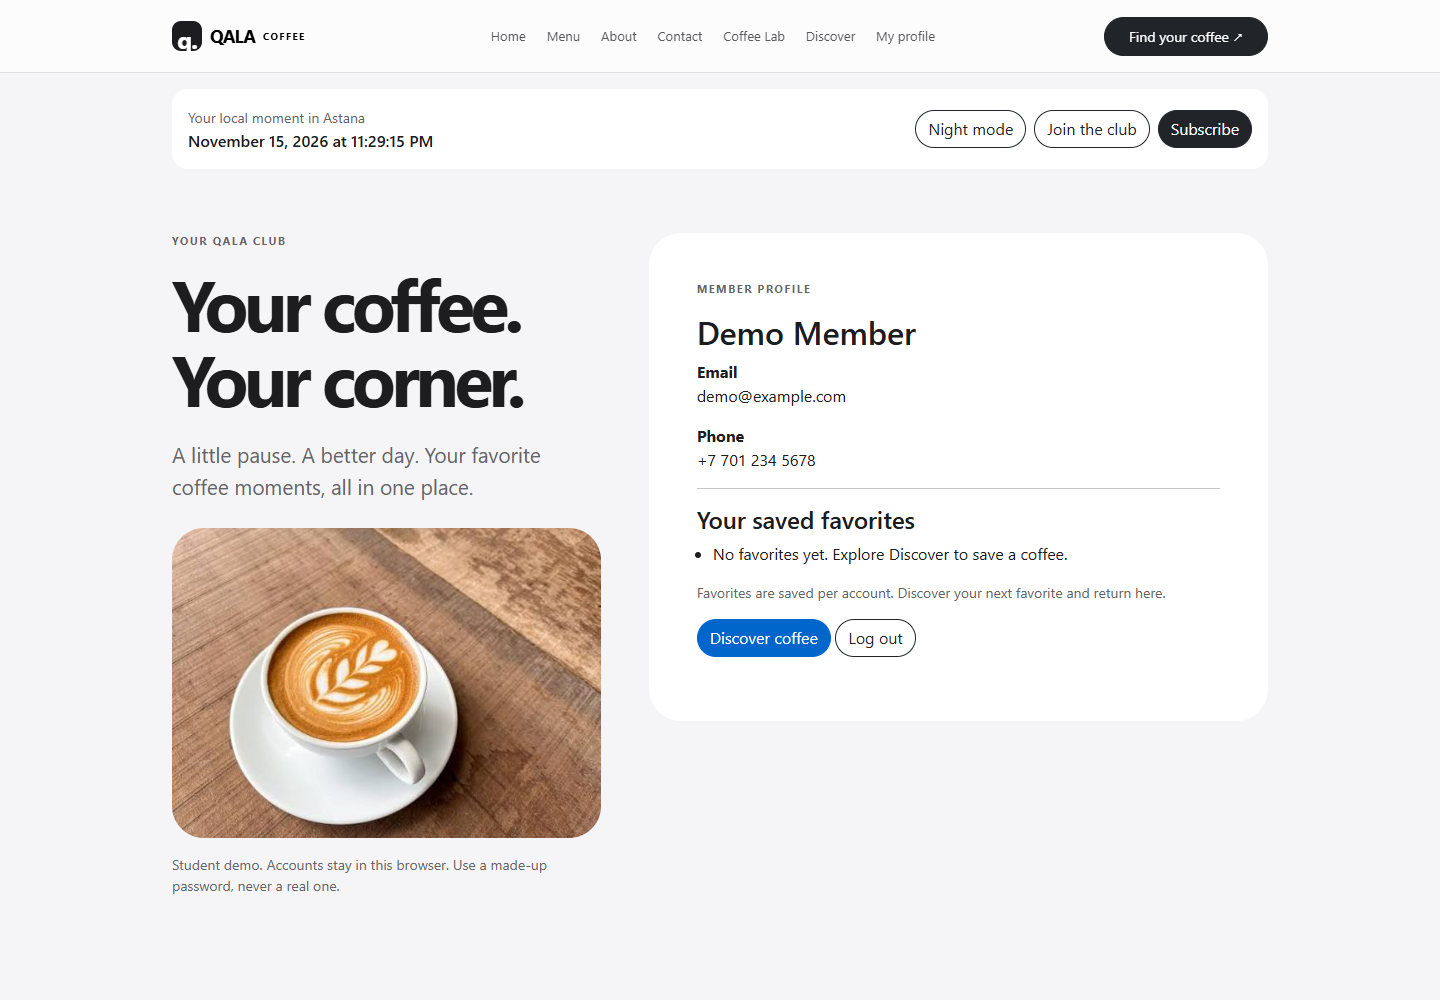 q. QALA COFFEE
Home Menu About Contact Coffee Lab Discover My profile
Find your coffee ↗
Your local moment in Astana
November 15, 2026 at 11:29:15 PM
Night mode Join the club Subscribe
YOUR QALA CLUB
Your coffee.
Your corner.
A little pause. A better day. Your favorite
coffee moments, all in one place.
Student demo. Accounts stay in this browser. Use a made-up
password, never a real one.
MEMBER PROFILE
Demo Member
Email
demo@example.com
Phone
+7 701 234 5678
Your saved favorites
• No favorites yet. Explore Discover to save a coffee.
Favorites are saved per account. Discover your next favorite and return here.
Discover coffee Log out